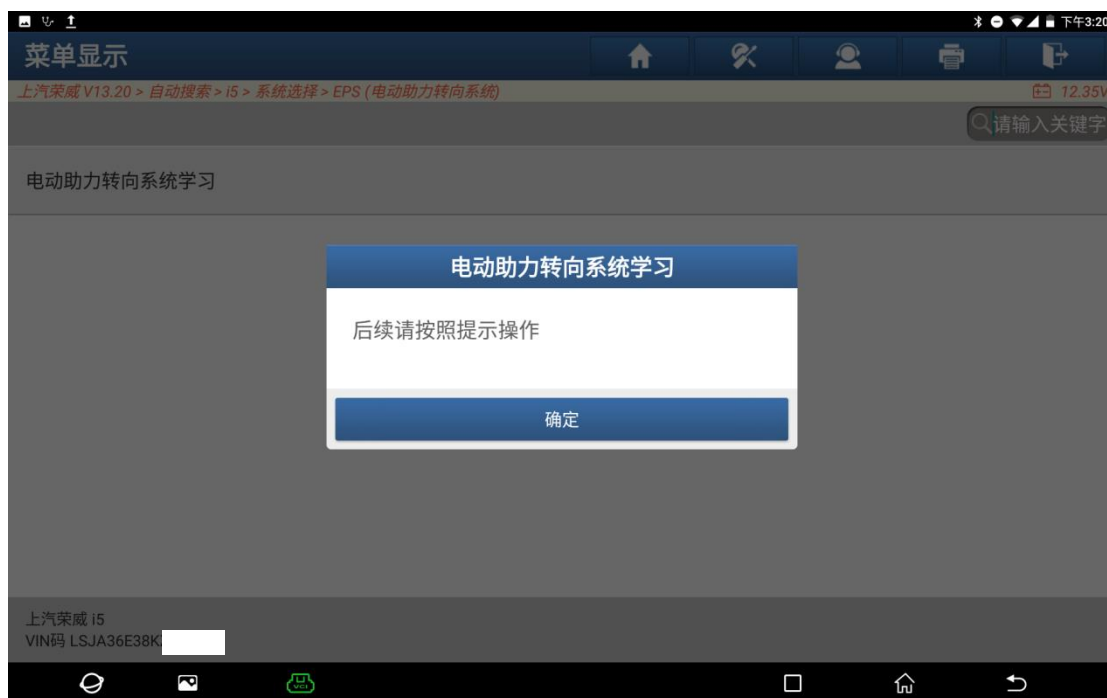 下午3:20
菜单显示
上汽荣威 V13.20 > 自动搜索 > i5 > 系统选择 > EPS (电动助力转向系统)
12.35V
请输入关键字
电动助力转向系统学习
电动助力转向系统学习
后续请按照提示操作
确定
上汽荣威 i5
VIN码 LSJA36E38K
VCI